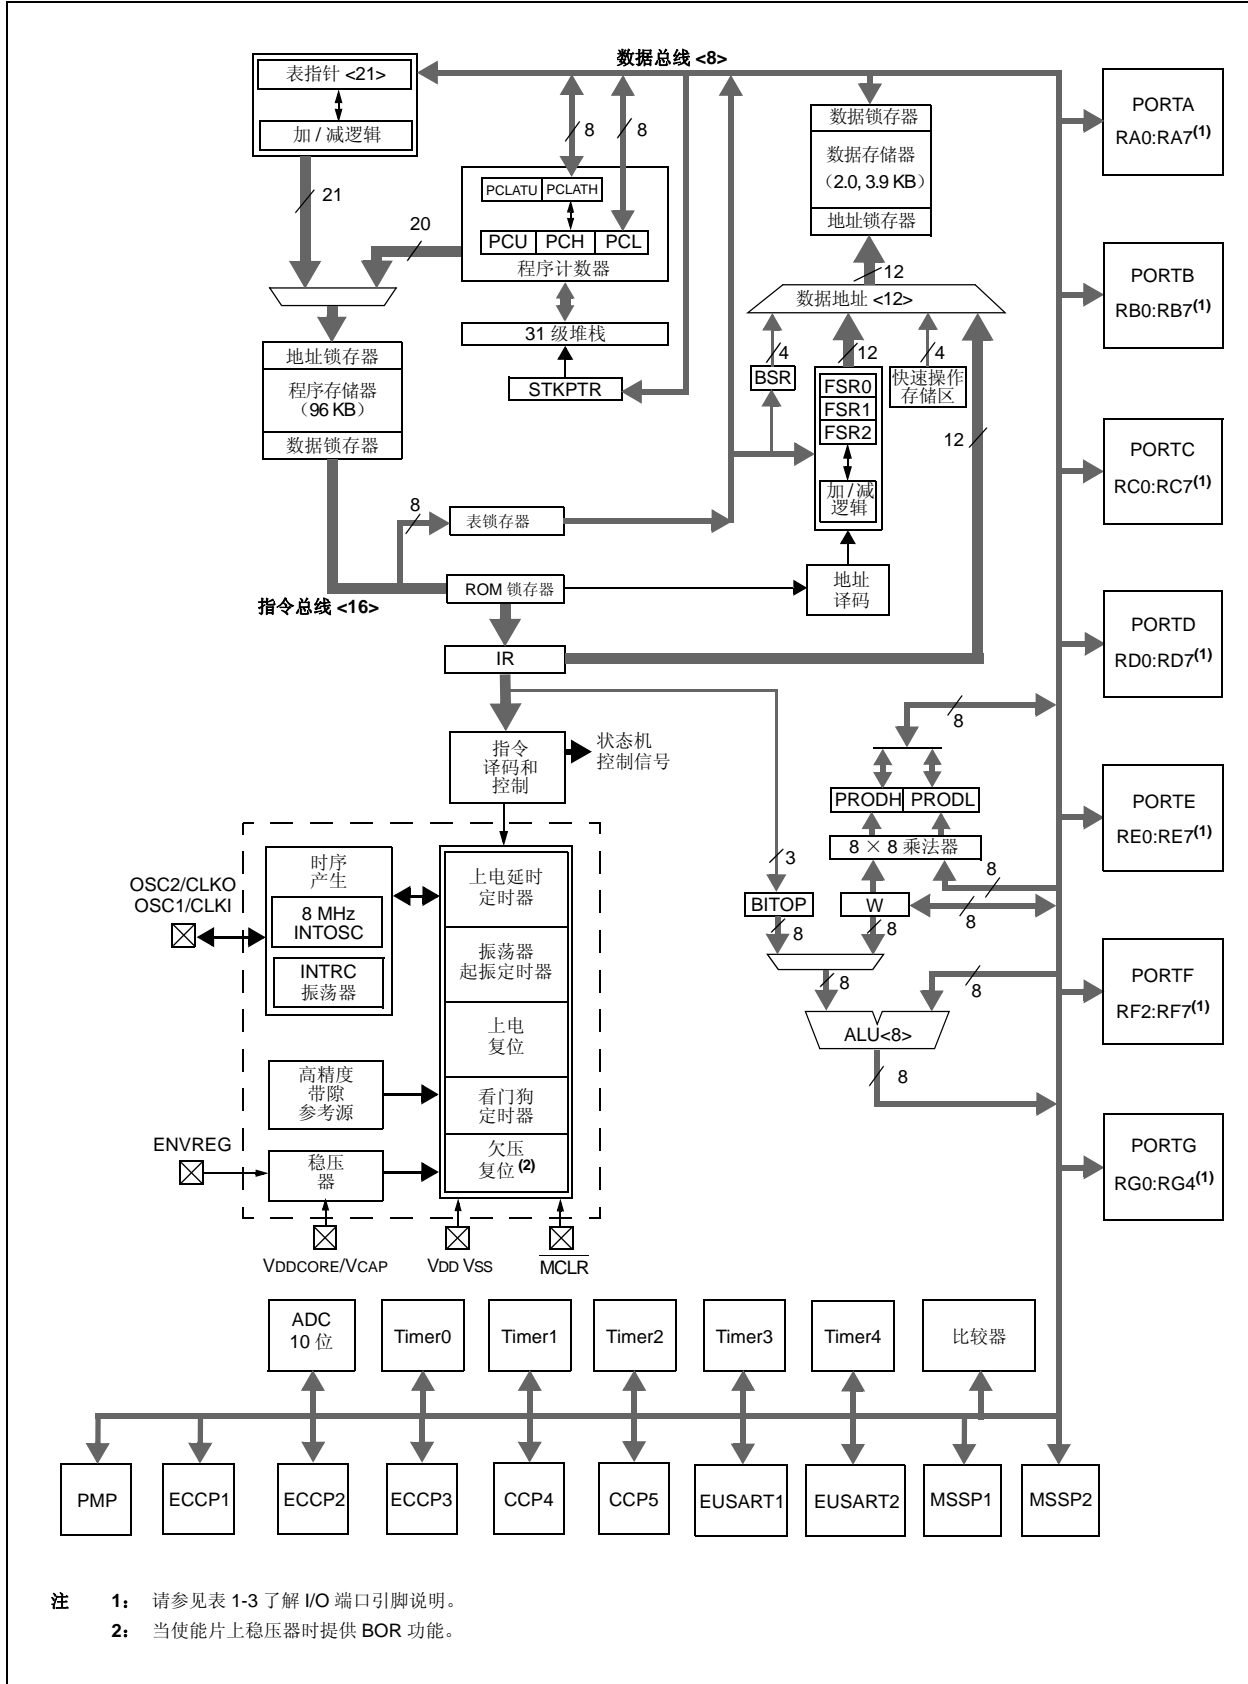 数据总线 <8>
表指针 <21>
加 / 减逻辑
21
8
8
PCLATU
PCLATH
PCU
PCH
PCL
程序计数器
20
31 级堆栈
STKPTR
数据锁存器
数据存储器
（2.0, 3.9 KB）
地址锁存器
12
数据地址 <12>
4
12
4
BSR
FSR0
FSR1
FSR2
快速操作
存储区
12
加 / 减
逻辑
地址锁存器
程序存储器
（96 KB）
数据锁存器
8
表锁存器
ROM 锁存器
地址
译码
指令总线 <16>
IR
指令
译码和
控制
状态机
控制信号
8
PRODH
PRODL
8 × 8 乘法器
3
8
BITOP
W
8
8
8
8
8
ALU<8>
8
OSC2/CLKO
OSC1/CLKI
时序
产生
8 MHz
INTOSC
INTRC
振荡器
上电延时
定时器
振荡器
起振定时器
上电
复位
看门狗
定时器
欠压
复位 (2)
高精度
带隙
参考源
ENVREG
稳压
器
VDDCORE/VCAP
VDD VSS
MCLR
PORTA
RA0:RA7(1)
PORTB
RB0:RB7(1)
PORTC
RC0:RC7(1)
PORTD
RD0:RD7(1)
PORTE
RE0:RE7(1)
PORTF
RF2:RF7(1)
PORTG
RG0:RG4(1)
ADC
10 位
Timer0
Timer1
Timer2
Timer3
Timer4
比较器
PMP
ECCP1
ECCP2
ECCP3
CCP4
CCP5
EUSART1
EUSART2
MSSP1
MSSP2
注 1： 请参见表 1-3 了解 I/O 端口引脚说明。
2： 当使能片上稳压器时提供 BOR 功能。